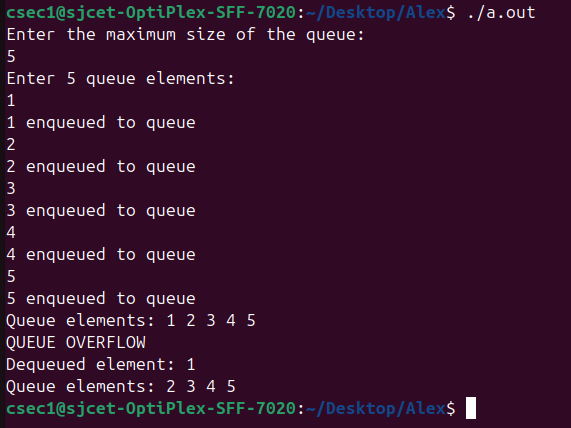 csec1@sjcet-OptiPlex-SFF-7020:~/Desktop/Alex$ ./a.out
Enter the maximum size of the queue:
5
Enter 5 queue elements:
1
1 enqueued to queue
2
2 enqueued to queue
3
3 enqueued to queue
4
4 enqueued to queue
5
5 enqueued to queue
Queue elements: 1 2 3 4 5
QUEUE OVERFLOW
Dequeued element: 1
Queue elements: 2 3 4 5
csec1@sjcet-OptiPlex-SFF-7020:~/Desktop/Alex$